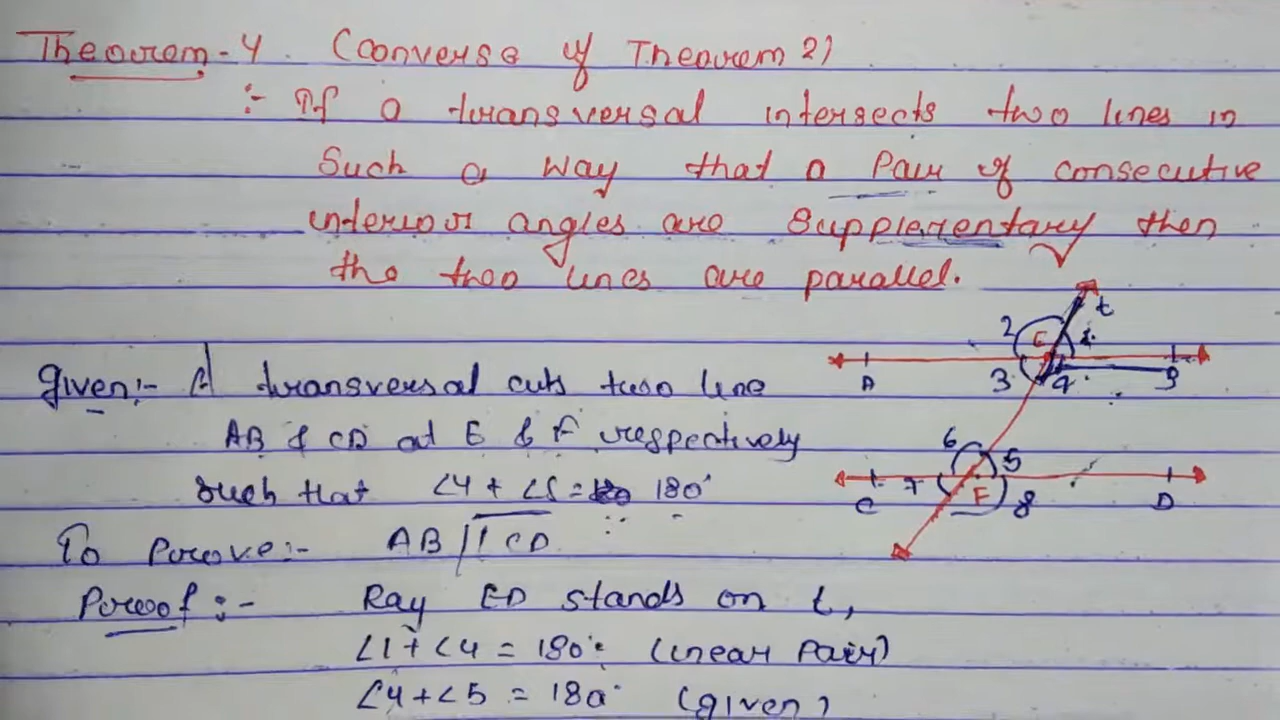 Theorem-4. (Converse of Theorem 2)
:- If a transversal intersects two lines in
such a way that a pair of consecutive
interior angles are supplementary then
the two lines are parallel.
t
2 E 1
A 3 4 B
6 5
C 7 F 8 D
Given:- A transversal cuts two line
AB & CD at E & F respectively
such that ∠4 + ∠5 = 180°
To Prove:- AB || CD
Proof:- Ray ED stands on t,
∠1 + ∠4 = 180° (linear pair)
∠4 + ∠5 = 180° (given)